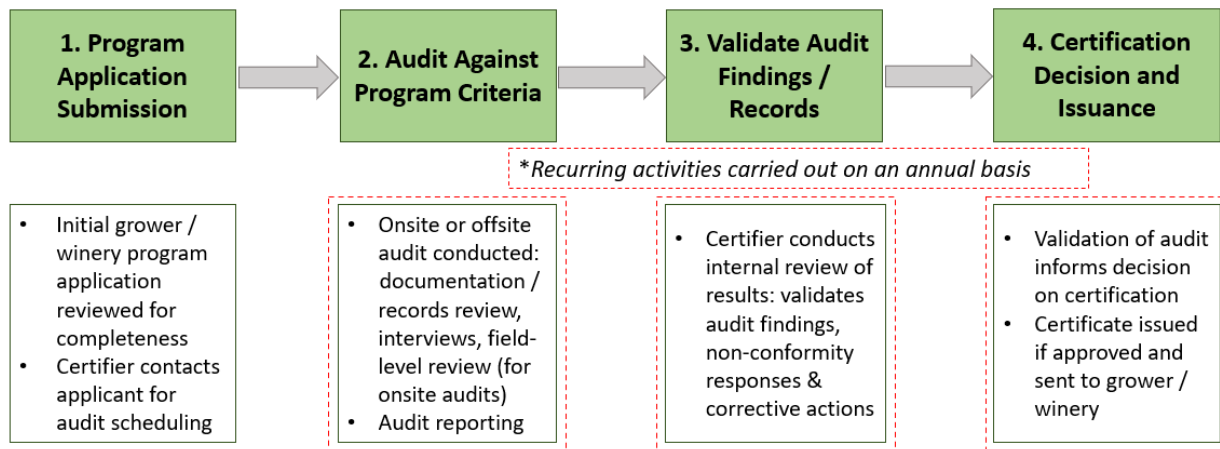 1. Program
Application
Submission
2. Audit Against
Program Criteria
3. Validate Audit
Findings /
Records
4. Certification
Decision and
Issuance
*Recurring activities carried out on an annual basis
• Initial grower /
winery program
application
reviewed for
completeness
• Certifier contacts
applicant for
audit scheduling
• Onsite or offsite
audit conducted:
documentation /
records review,
interviews, field-
level review (for
onsite audits)
• Audit reporting
• Certifier conducts
internal review of
results: validates
audit findings,
non-conformity
responses &
corrective actions
• Validation of audit
informs decision
on certification
• Certificate issued
if approved and
sent to grower /
winery